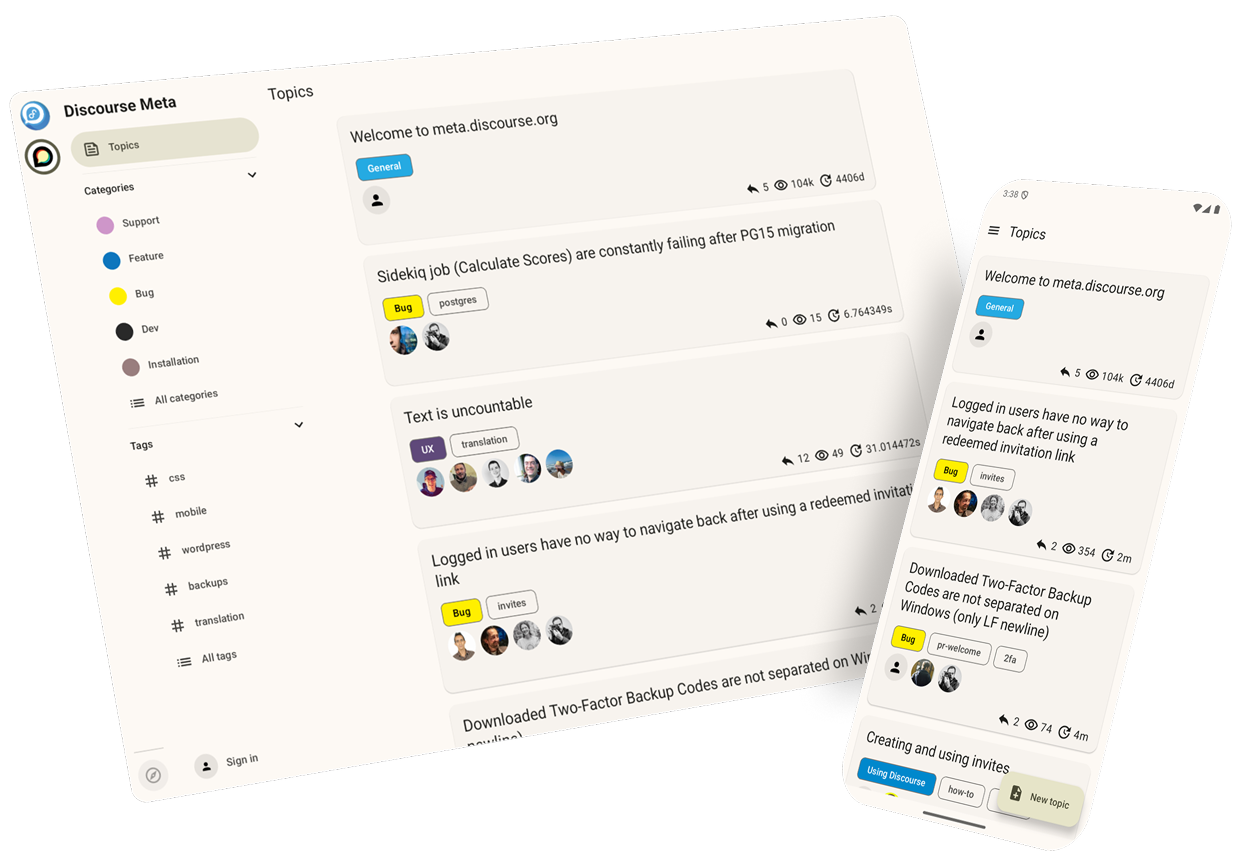 Discourse Meta
Topics
Categories
Support
Feature
Bug
Dev
Installation
All categories
Tags
css
mobile
wordpress
backups
translation
All tags
Sign in
Topics
Welcome to meta.discourse.org
General
5 104k 4406d
Sidekiq job (Calculate Scores) are constantly failing after PG15 migration
Bug postgres
0 15 6.764349s
Text is uncountable
UX translation
12 49 31.014472s
Logged in users have no way to navigate back after using a redeemed invitati
link
Bug invites
2
Downloaded Two-Factor Backup Codes are not separated on Wi
newline)
3:38
Topics
Welcome to meta.discourse.org
General
5 104k 4406d
Logged in users have no way to
navigate back after using a
redeemed invitation link
Bug invites
2 354 2m
Downloaded Two-Factor Backup
Codes are not separated on
Windows (only LF newline)
Bug pr-welcome 2fa
2 74 4m
Creating and using invites
Using Discourse how-to
New topic